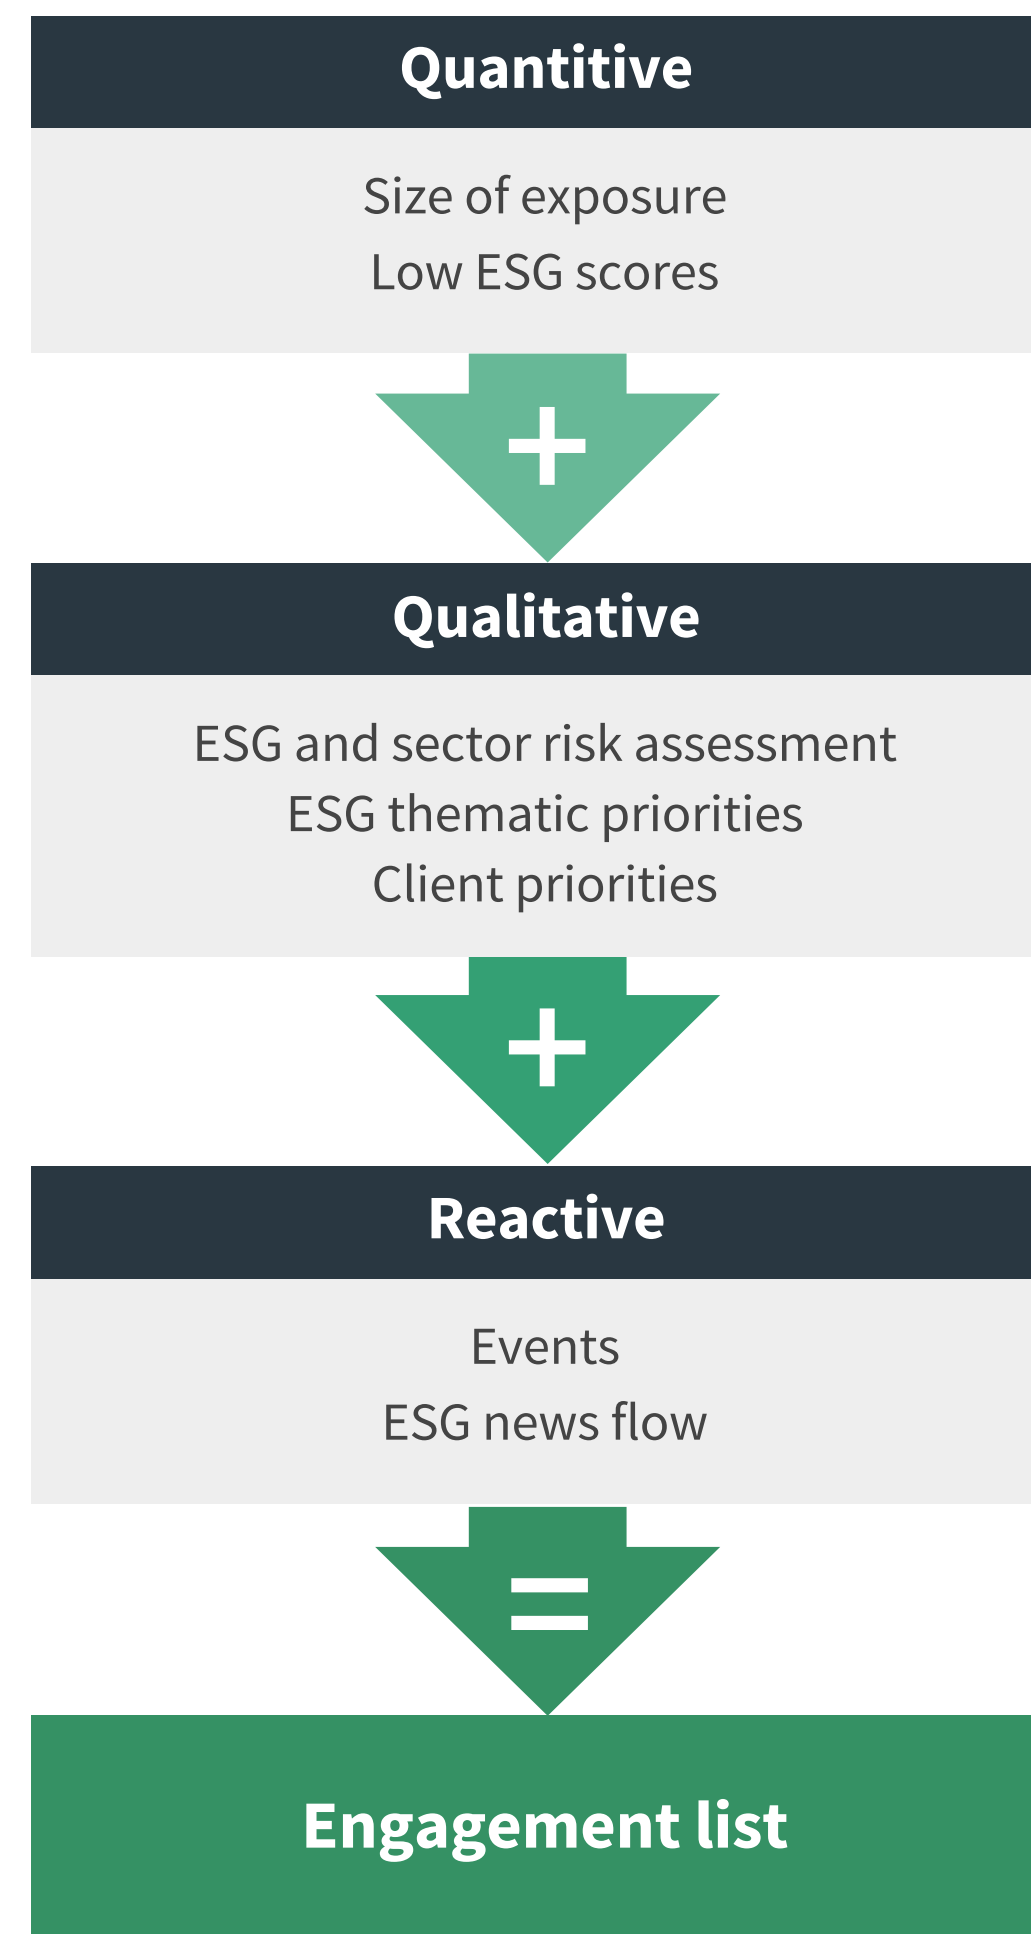 Quantitive
Size of exposure
Low ESG scores
+
Qualitative
ESG and sector risk assessment
ESG thematic priorities
Client priorities
+
Reactive
Events
ESG news flow
=
Engagement list